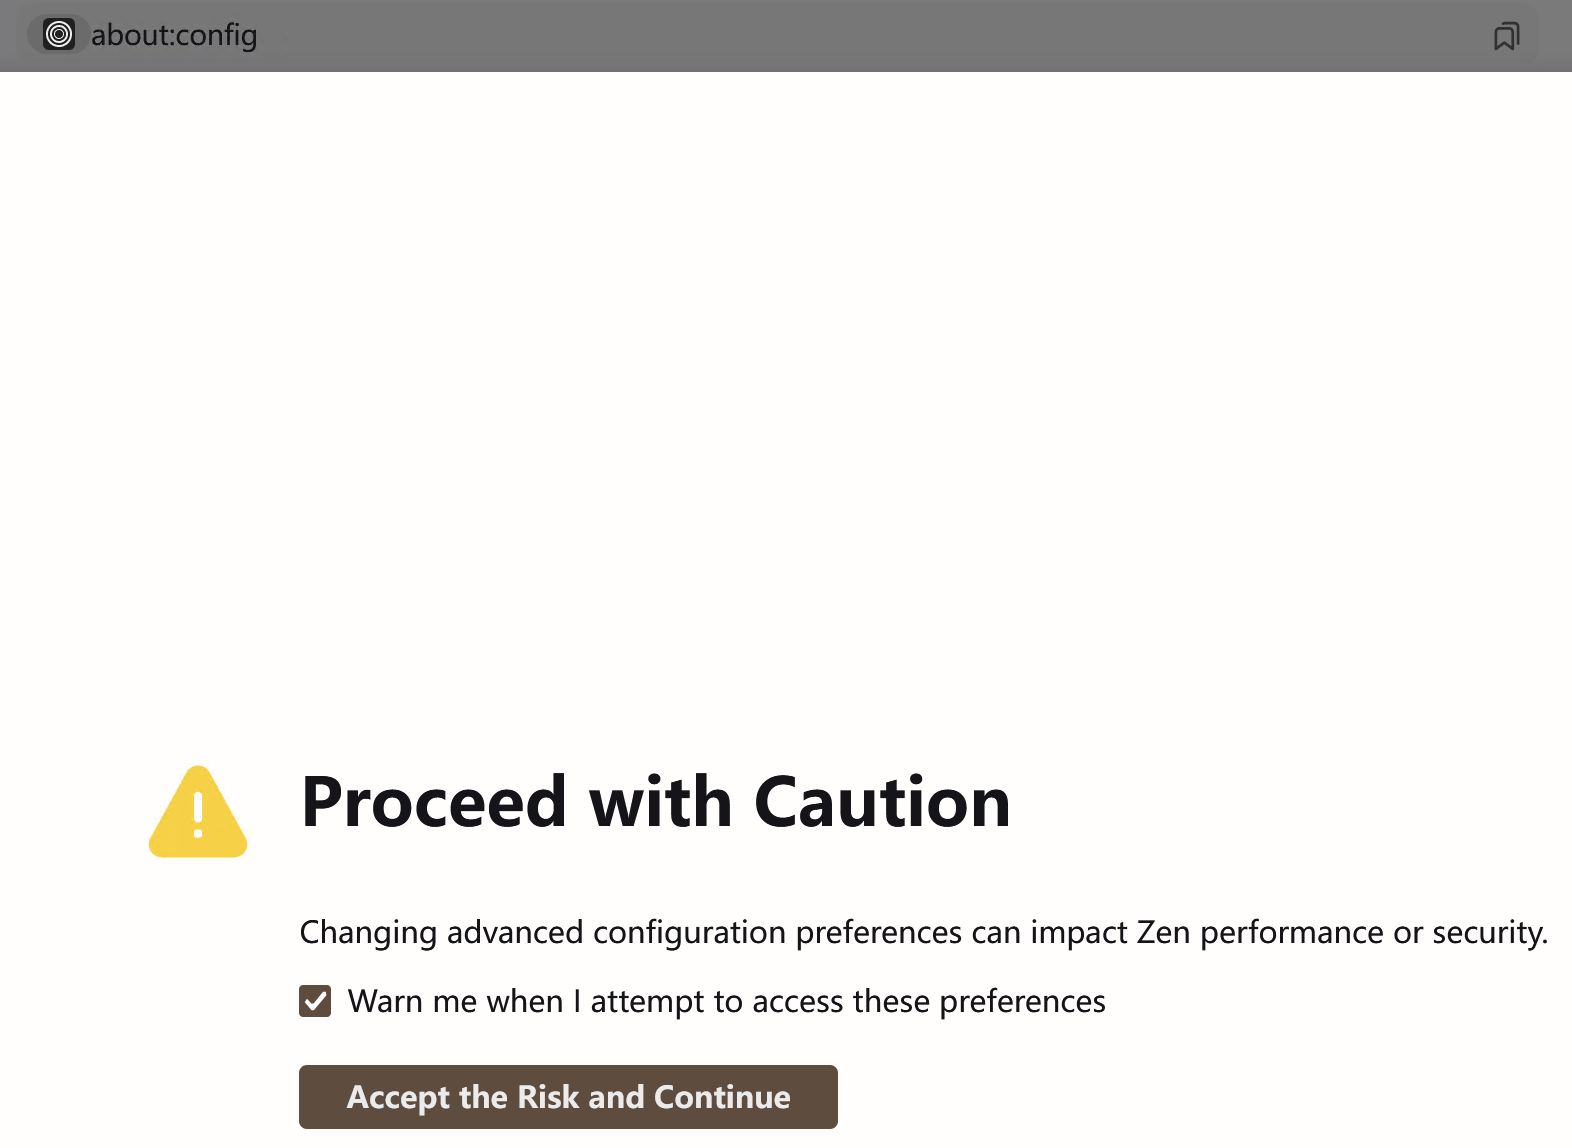 about:config
Proceed with Caution
Changing advanced configuration preferences can impact Zen performance or security.
Warn me when I attempt to access these preferences
Accept the Risk and Continue